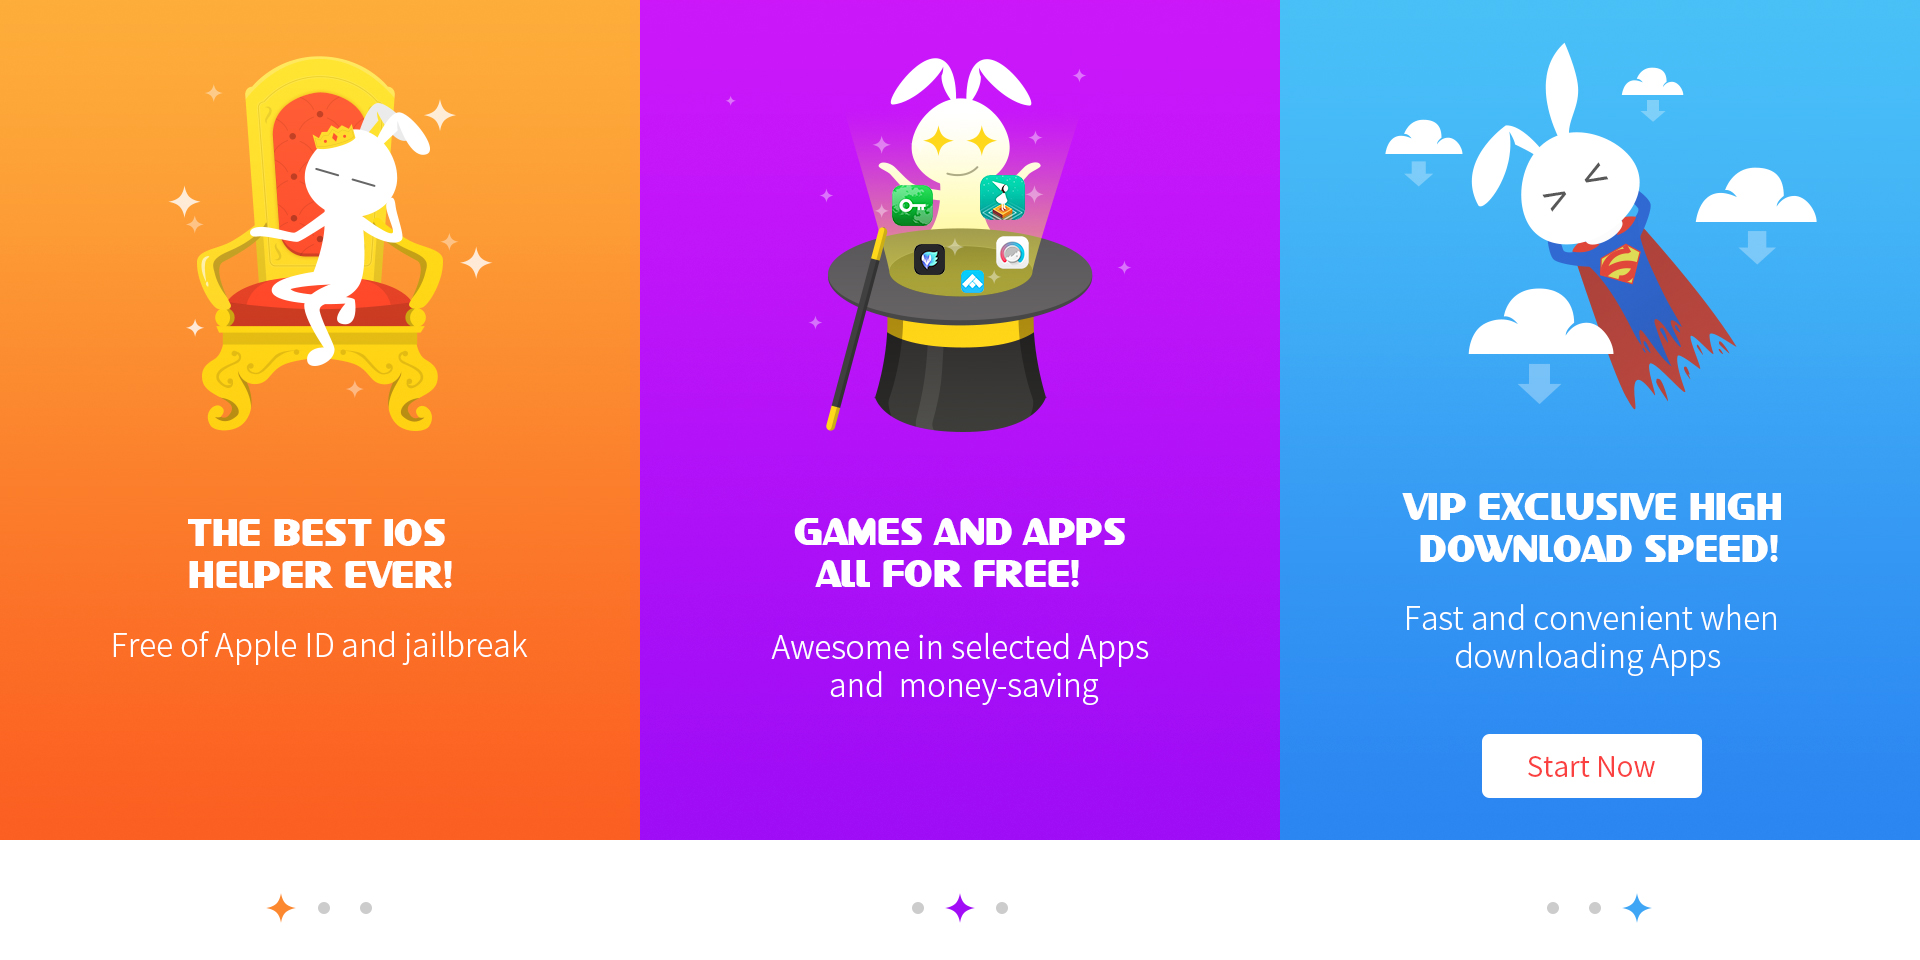 THE BEST IOS
HELPER EVER!
Free of Apple ID and jailbreak
GAMES AND APPS
ALL FOR FREE!
Awesome in selected Apps
and  money-saving
VIP EXCLUSIVE HIGH
DOWNLOAD SPEED!
Fast and convenient when
downloading Apps
Start Now